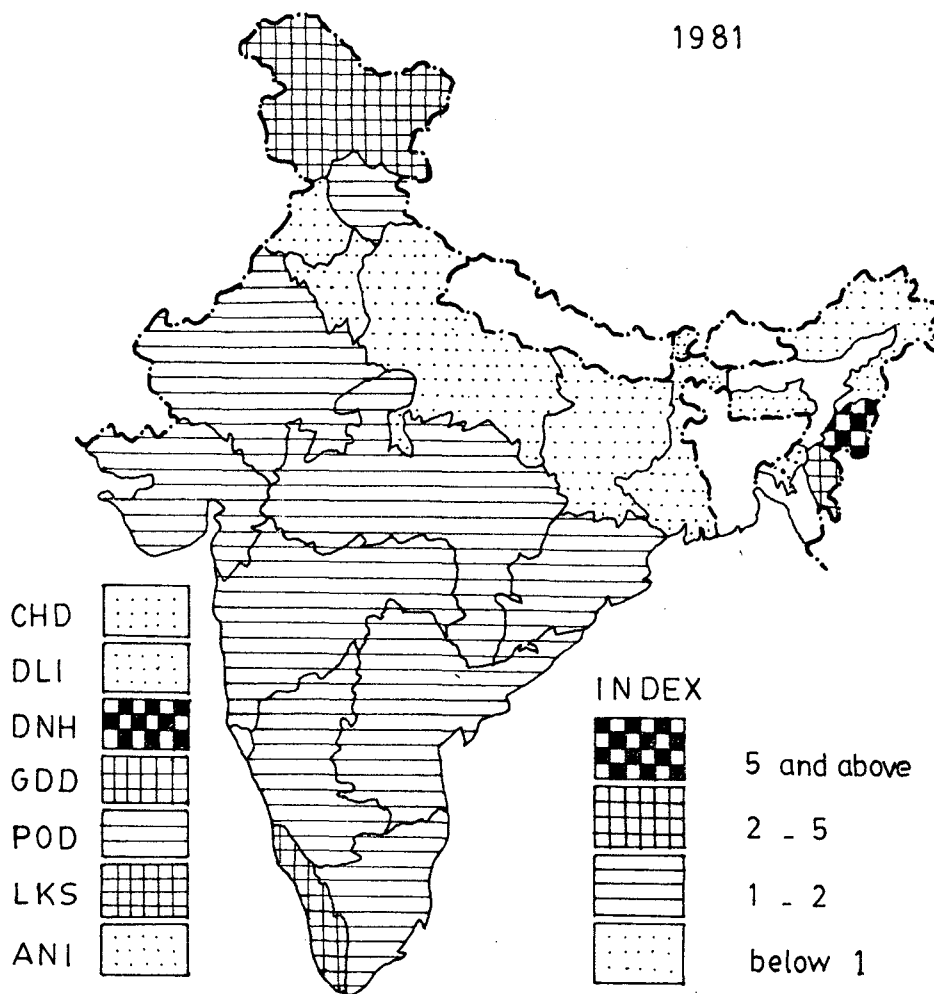 1981
CHD
DLI
DNH
GDD
POD
LKS
ANI
INDEX
5 and above
2 - 5
1 - 2
below 1